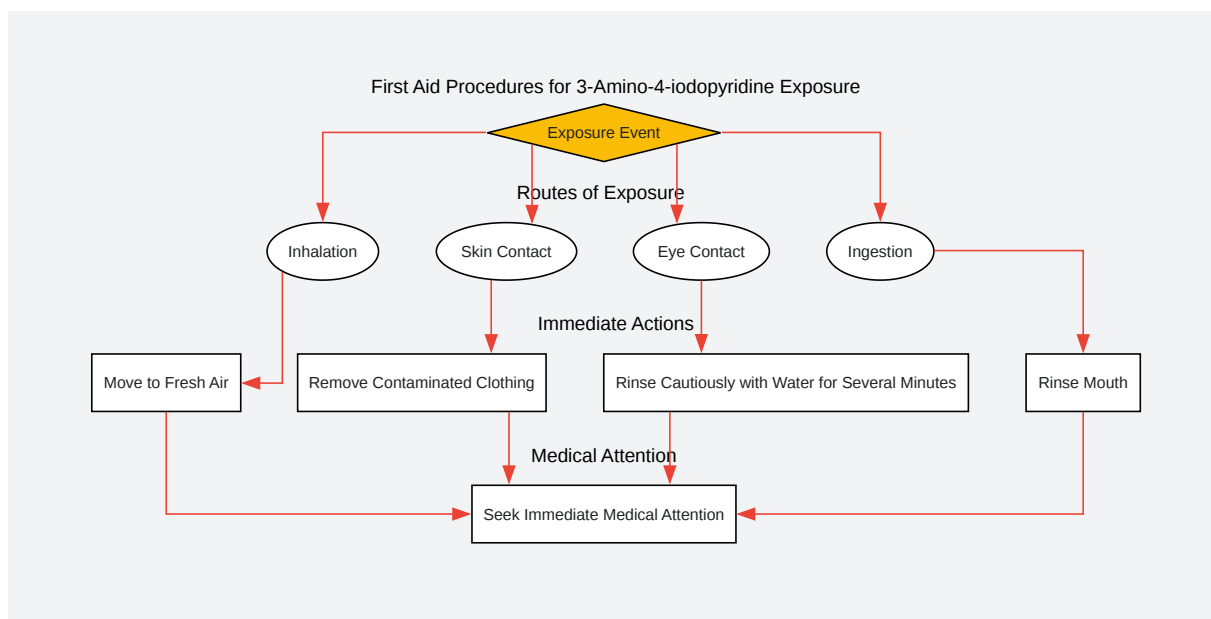 First Aid Procedures for 3-Amino-4-iodopyridine Exposure
Exposure Event
Routes of Exposure
Inhalation
Skin Contact
Eye Contact
Ingestion
Immediate Actions
Move to Fresh Air
Remove Contaminated Clothing
Rinse Cautiously with Water for Several Minutes
Rinse Mouth
Medical Attention
Seek Immediate Medical Attention